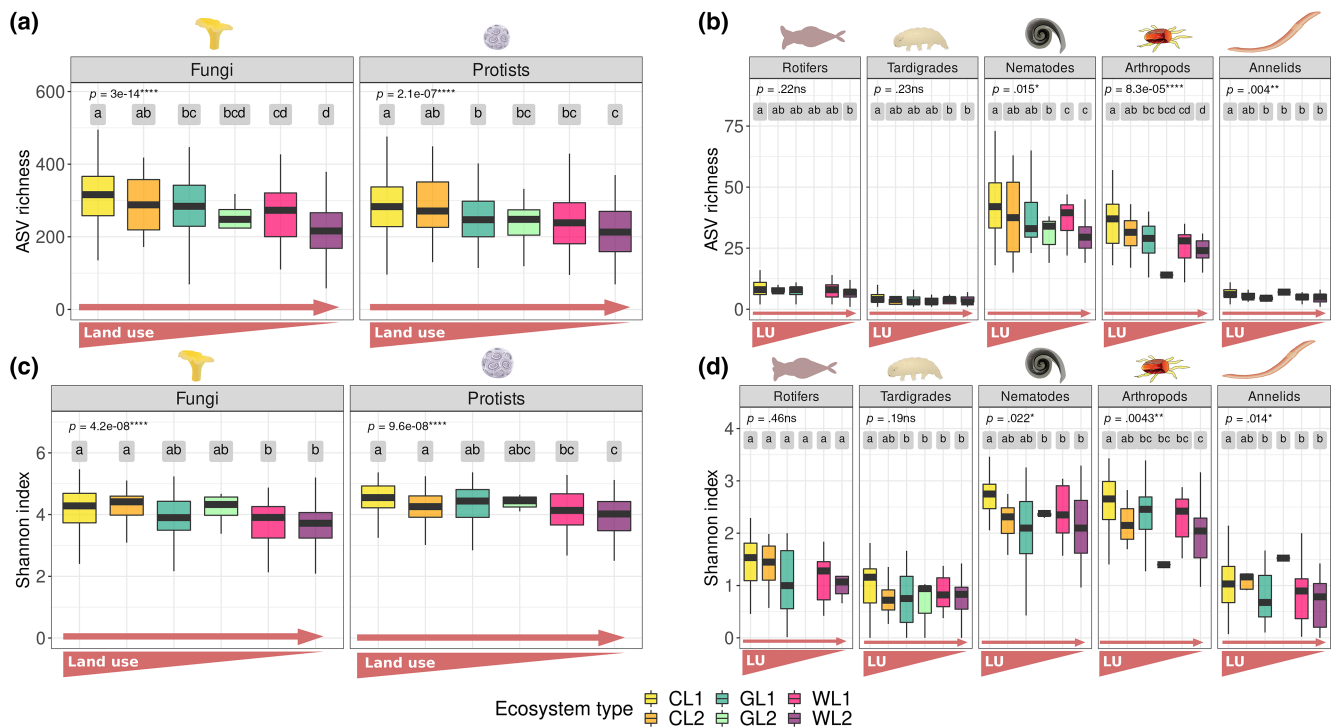 (a)
Fungi
Protists
ASV richness
600
400
200
0
p = 3e-14****
a ab bc bcd cd d
p = 2.1e-07****
a ab b bc bc c
Land use
Land use
(b)
Rotifers
Tardigrades
Nematodes
Arthropods
Annelids
ASV richness
75
50
25
0
p = .22ns
a ab ab ab ab b
p = .23ns
a ab ab b b b
p = .015*
a ab ab b c c
p = 8.3e-05****
a ab bc bcd cd d
p = .004**
a ab b b b b
LU
LU
LU
LU
LU
(c)
Fungi
Protists
Shannon index
6
4
2
0
p = 4.2e-08****
a a ab ab b b
p = 9.6e-08****
a a ab abc bc c
Land use
Land use
(d)
Rotifers
Tardigrades
Nematodes
Arthropods
Annelids
Shannon index
4
3
2
1
0
p = .46ns
a a a a a a
p = .19ns
a ab b b b b
p = .022*
a ab ab b b b
p = .0043**
a ab bc bc bc c
p = .014*
a ab b b b b
LU
LU
LU
LU
LU
Ecosystem type
CL1 GL1 WL1
CL2 GL2 WL2